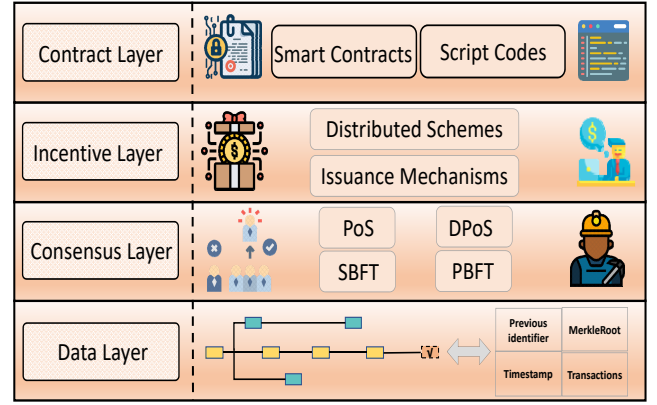 Contract Layer
Smart Contracts
Script Codes
Incentive Layer
$
Distributed Schemes
Issuance Mechanisms
$
Consensus Layer
PoS
DPoS
SBFT
PBFT
Data Layer
Previous
identifier
MerkleRoot
Timestamp
Transactions